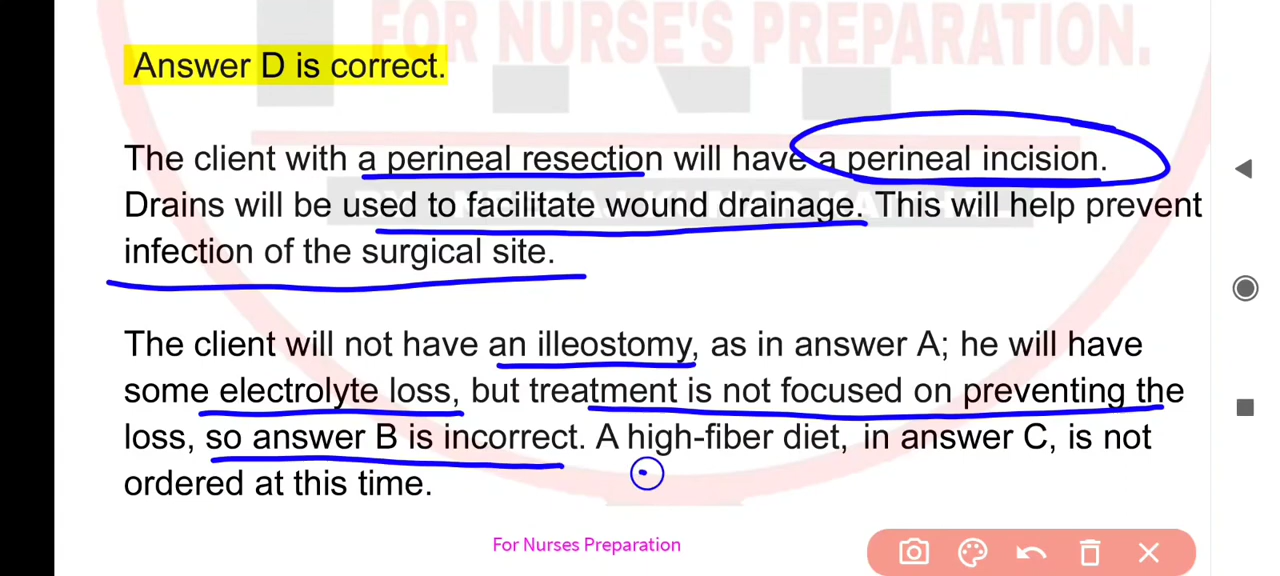 FOR NURSE'S PREPARATION.
Answer D is correct.
The client with a perineal resection will have a perineal incision.
Drains will be used to facilitate wound drainage. This will help prevent
infection of the surgical site.
The client will not have an illeostomy, as in answer A; he will have
some electrolyte loss, but treatment is not focused on preventing the
loss, so answer B is incorrect. A high-fiber diet, in answer C, is not
ordered at this time.
For Nurses Preparation